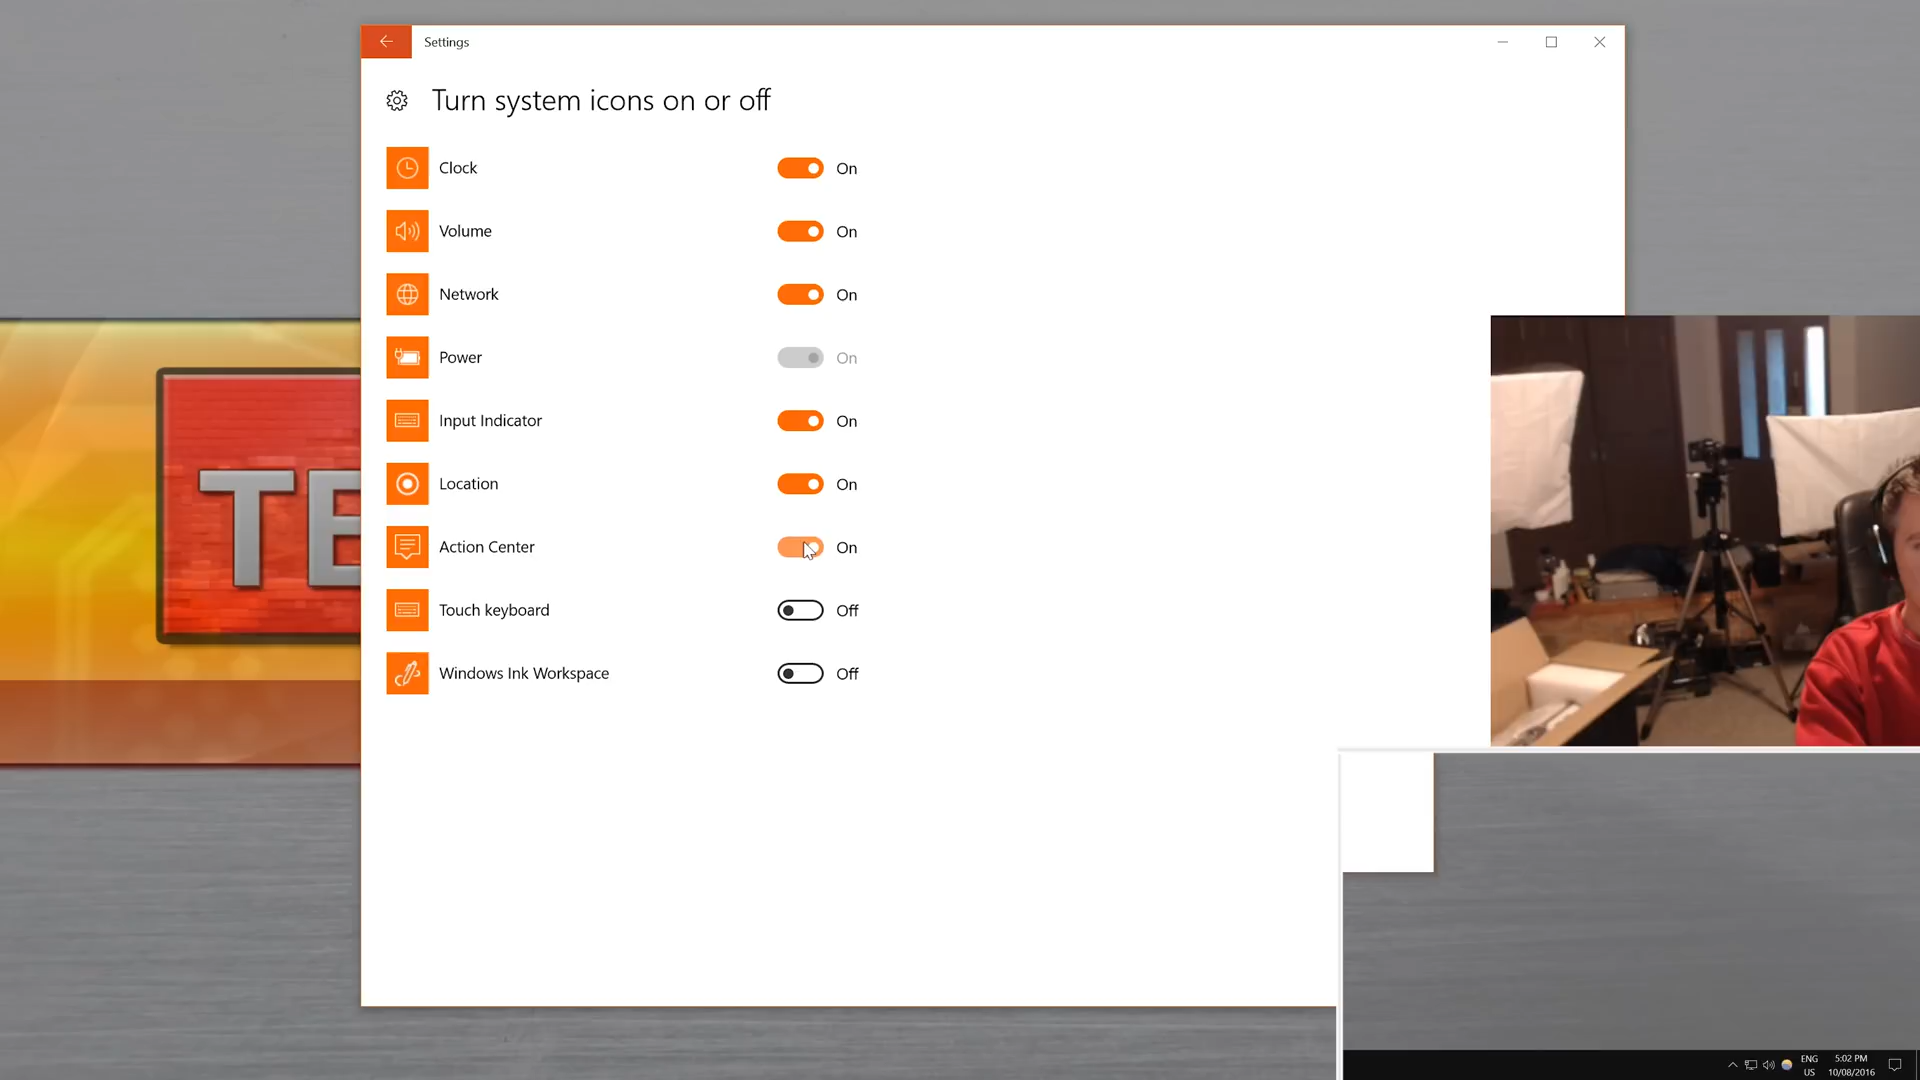 Settings
Turn system icons on or off
Clock On
Volume On
Network On
Power On
Input Indicator On
Location On
Action Center On
Touch keyboard Off
Windows Ink Workspace Off
TE
ENG 5:02 PM
US 10/08/2016